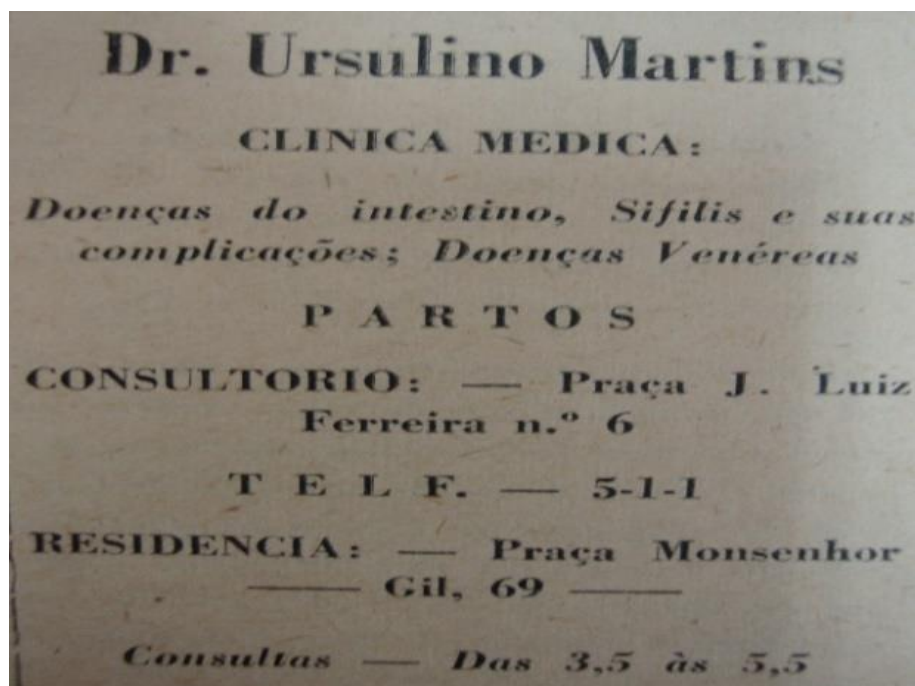 Dr. Ursulino Martins
CLINICA MEDICA:
Doenças do intestino, Sifilis e suas
complicações; Doenças Venéreas
P A R T O S
CONSULTORIO: — Praça J. Luiz
Ferreira n.º 6
T E L F. — 5-1-1
RESIDENCIA: — Praça Monsenhor
—— Gil, 69 ——
Consultas — Das 3,5 às 5,5